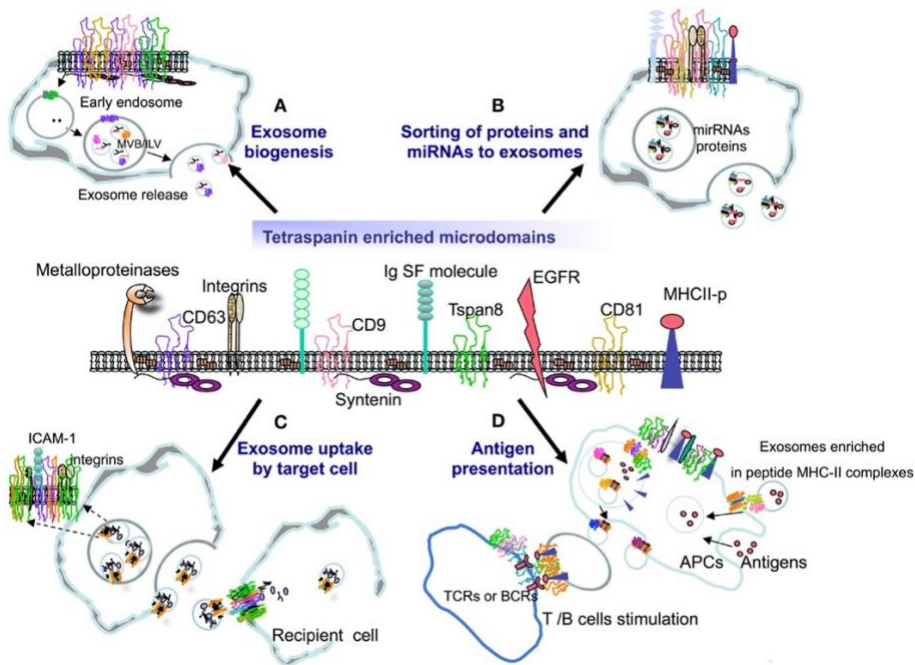 A
Early endosome
MVB/ILV
Exosome release
Exosome
biogenesis
B
Sorting of proteins and
miRNAs to exosomes
mirRNAs
proteins
Tetraspanin enriched microdomains
Metalloproteinases
Integrins
CD63
CD9
Ig SF molecule
Tspan8
EGFR
CD81
MHCII-p
Syntenin
C
Exosome uptake
by target cell
ICAM-1
integrins
Recipient cell
D
Antigen
presentation
Exosomes enriched
in peptide MHC-II complexes
APCs
Antigens
TCRs or BCRs
T /B cells stimulation